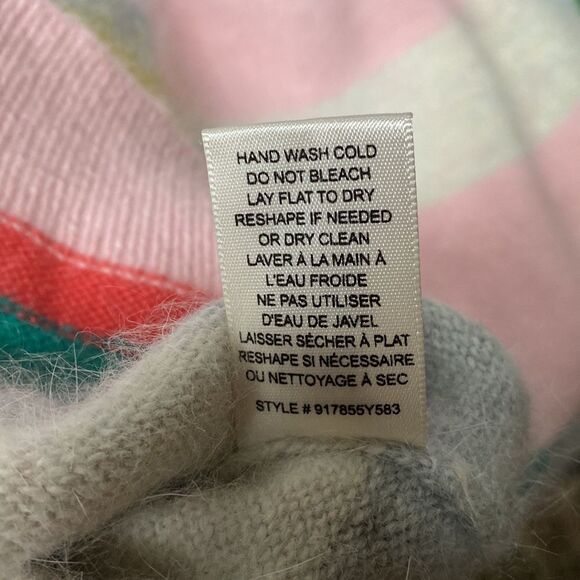 HAND WASH COLD
DO NOT BLEACH
LAY FLAT TO DRY
RESHAPE IF NEEDED
OR DRY CLEAN
LAVER À LA MAIN À
L'EAU FROIDE
NE PAS UTILISER
D'EAU DE JAVEL
LAISSER SÈCHER À PLAT
RESHAPE SI NÉCESSAIRE
OU NETTOYAGE À SEC
STYLE # 917855Y583